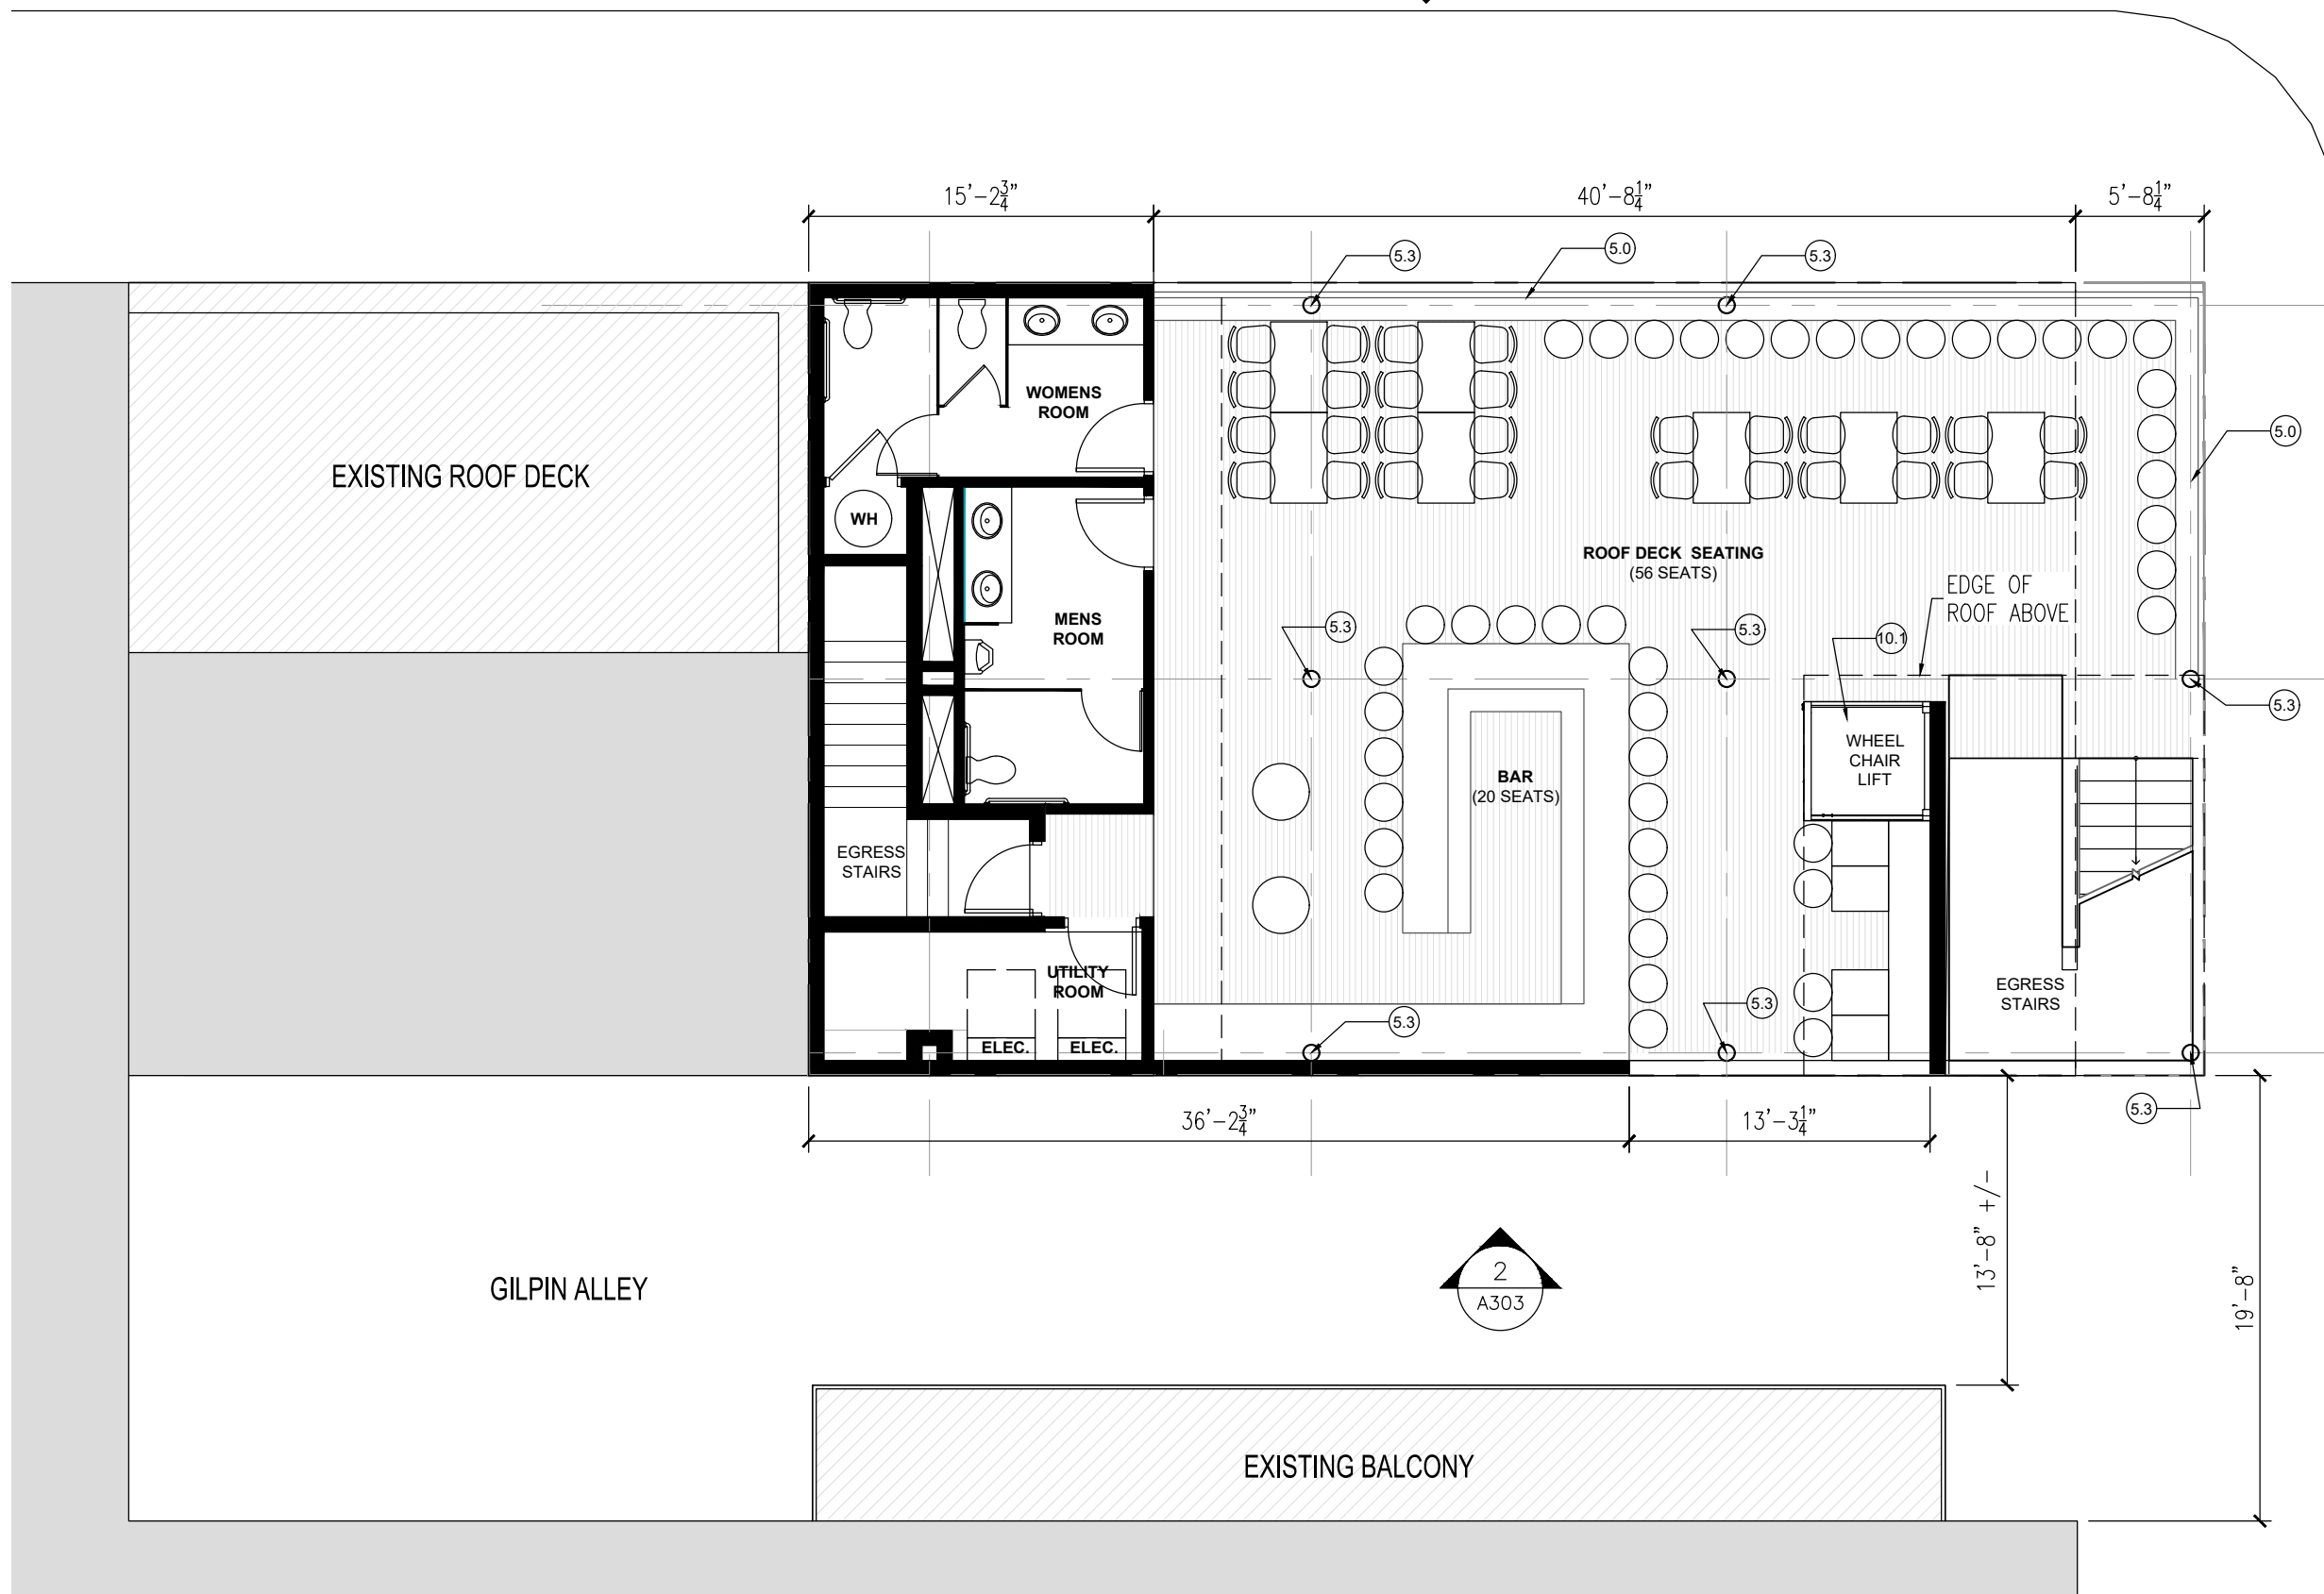 15'-2¾"
40'-8¼"
5'-8¼"
5.3
5.0
5.3
WOMENS
ROOM
5.0
EXISTING ROOF DECK
WH
ROOF DECK SEATING
(56 SEATS)
EDGE OF
ROOF ABOVE
MENS
ROOM
5.3
5.3
10.1
5.3
WHEEL
CHAIR
LIFT
BAR
(20 SEATS)
EGRESS
STAIRS
UTILITY
ROOM
EGRESS
STAIRS
5.3
5.3
ELEC.
ELEC.
5.3
36'-2¾"
13'-3¼"
13'-8" +/-
GILPIN ALLEY
2
A303
19'-8"
EXISTING BALCONY